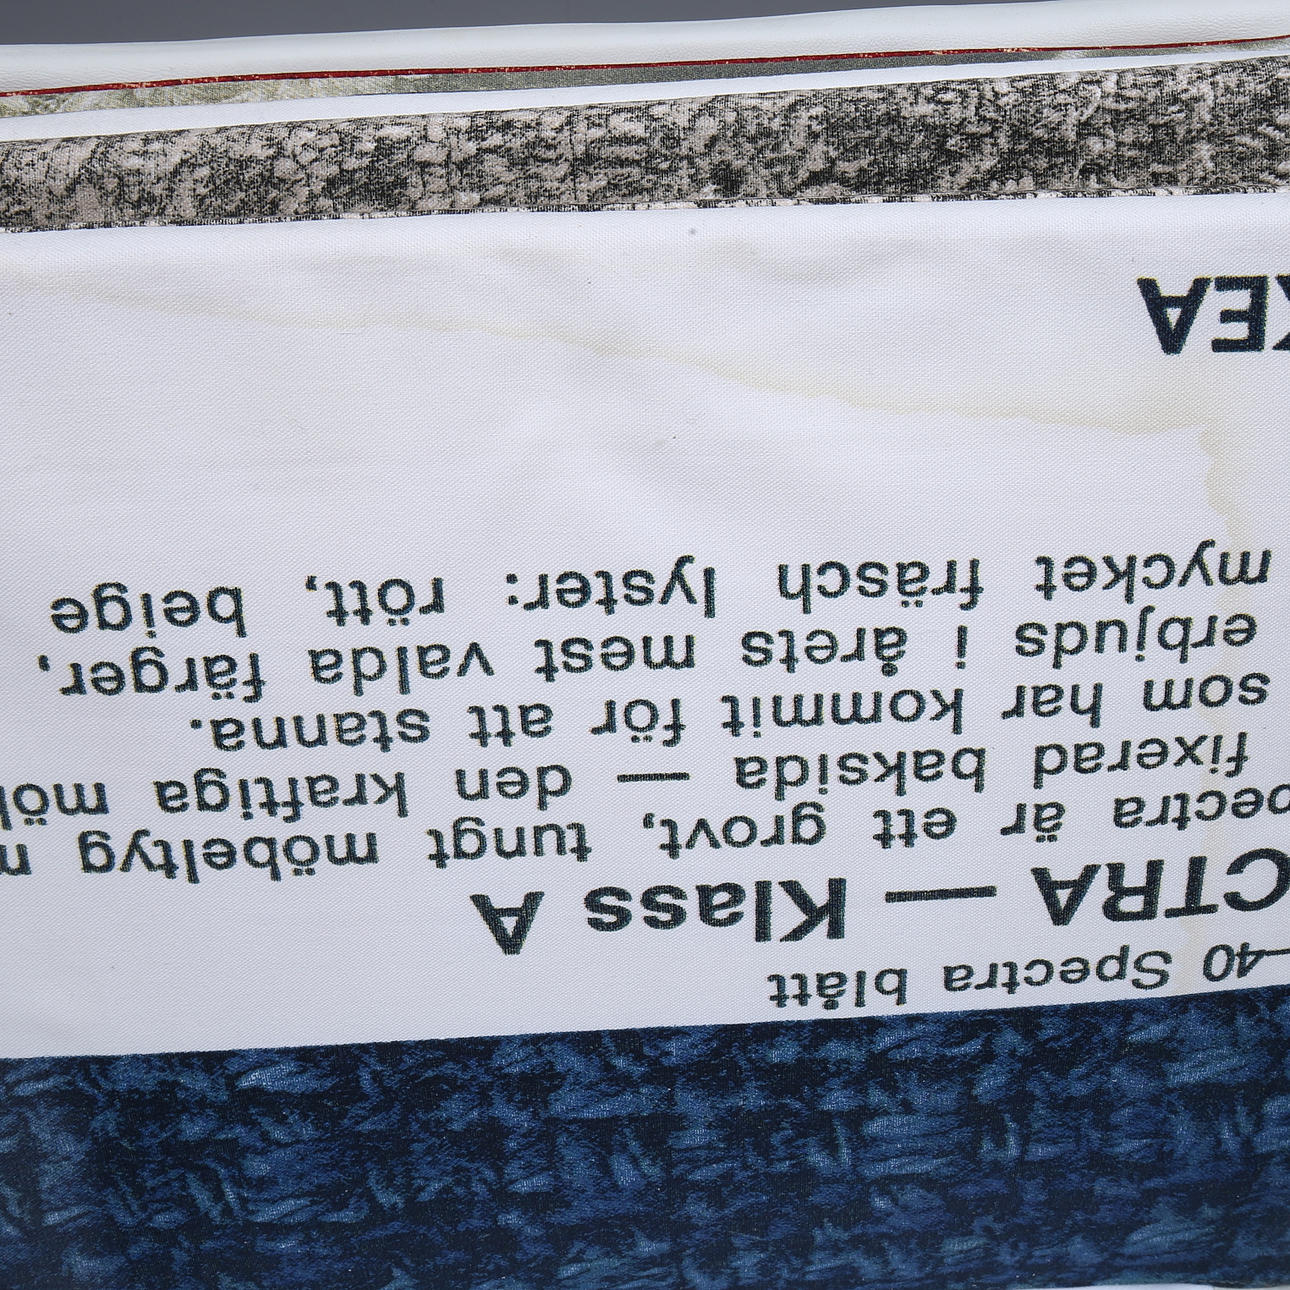 –40 Spectra blått
CTRA — Klass A
pectra är ett grovt, tungt möbeltyg
fixerad baksida — den kraftiga
som har kommit för att stanna.
erbjuds i årets mest valda färger,
mycket fräsch lyster: rött, beige
KEA